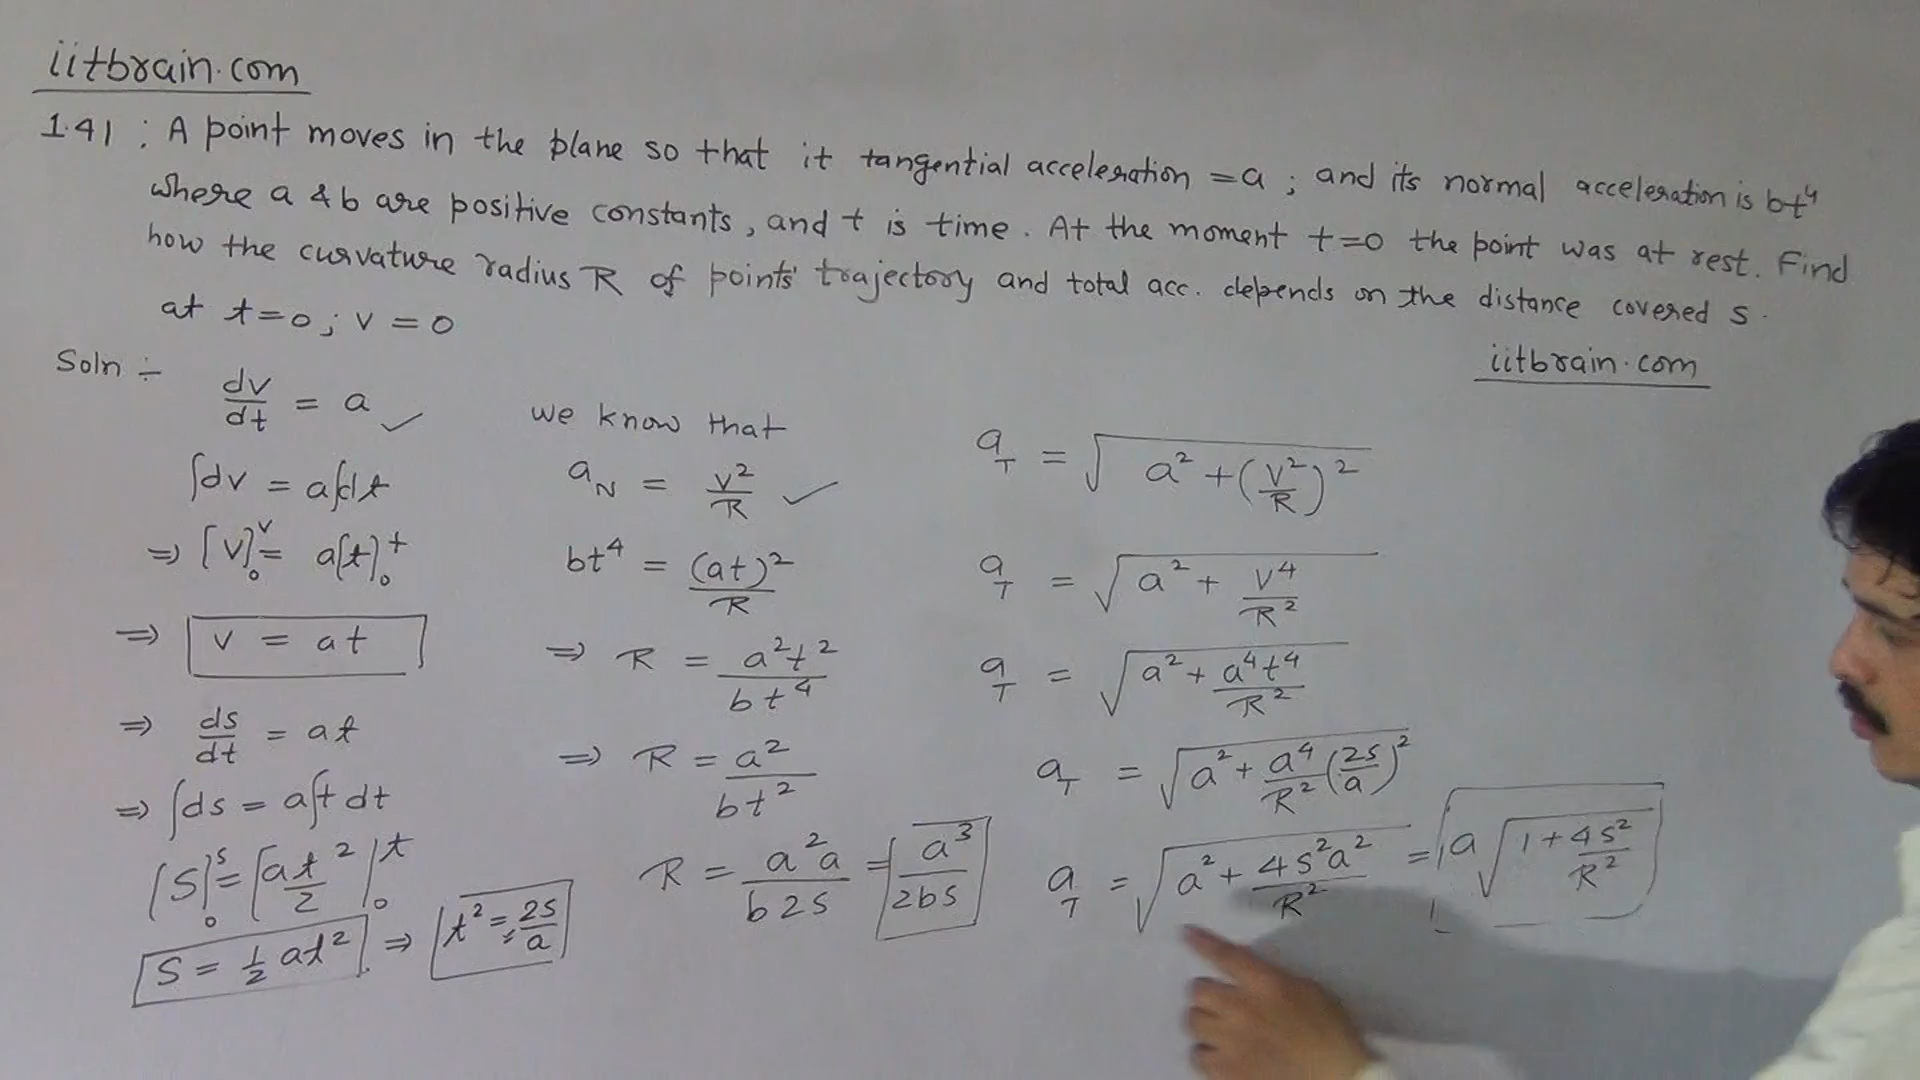 iitbrain.com
1.41 : A point moves in the plane so that it tangential acceleration = a ; and its normal acceleration is bt⁴
where a & b are positive constants, and t is time. At the moment t=0 the point was at rest. Find
how the curvature radius R of points' trajectory and total acc. depends on the distance covered s.
at t=0; v=0
iitbrain.com
Soln ÷
dv/dt = a ✓
∫dv = a∫dt
⇒ [v]₀ᵛ = a[t]₀ᵗ
⇒ v = at
⇒ ds/dt = at
⇒ ∫ds = a∫t dt
[S]₀ˢ = [at²/2]₀ᵗ
S = ½ at² ⇒ t² = 2s/a
we know that
a_N = v²/R ✓
bt⁴ = (at)²/R
⇒ R = a²t²/bt⁴
⇒ R = a²/bt²
R = a²a/b2s = a³/2bs
a_T = √(a² + (v²/R)²)
a_T = √(a² + v⁴/R²)
a_T = √(a² + a⁴t⁴/R²)
a_T = √(a² + a⁴/R² (2s/a)²)
a_T = √(a² + 4s²a²/R²) = a√(1 + 4s²/R²)